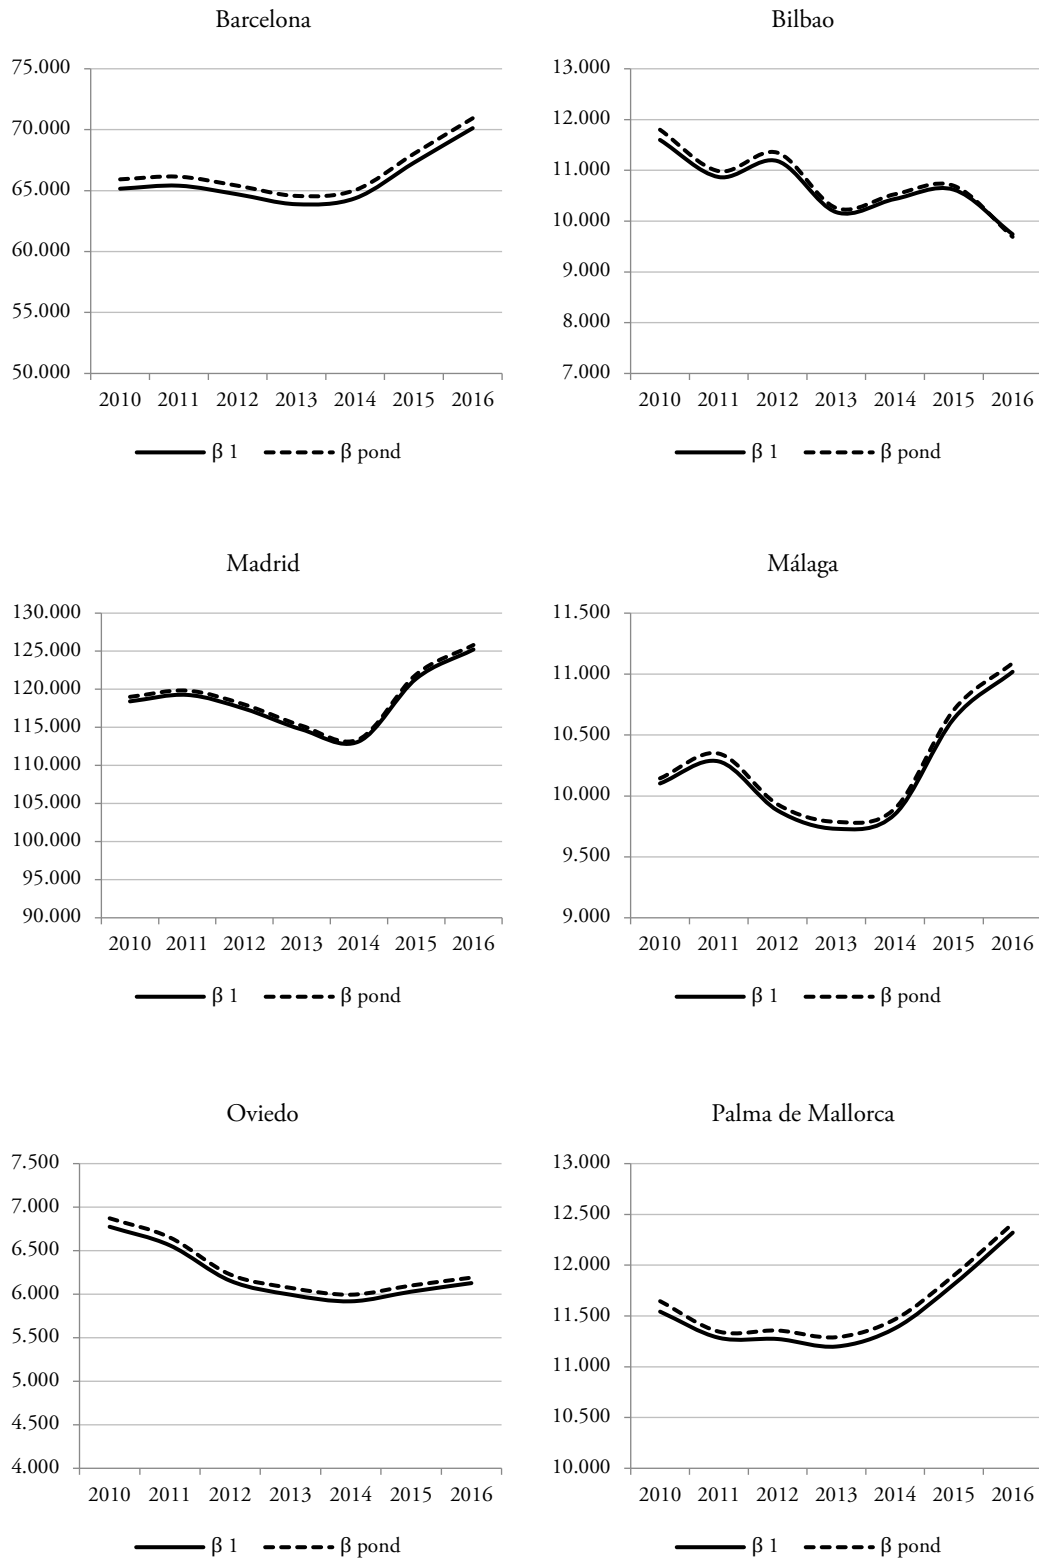 Barcelona
75.000
70.000
65.000
60.000
55.000
50.000
2010 2011 2012 2013 2014 2015 2016
β 1 β pond
Bilbao
13.000
12.000
11.000
10.000
9.000
8.000
7.000
2010 2011 2012 2013 2014 2015 2016
β 1 β pond
Madrid
130.000
125.000
120.000
115.000
110.000
105.000
100.000
95.000
90.000
2010 2011 2012 2013 2014 2015 2016
β 1 β pond
Málaga
11.500
11.000
10.500
10.000
9.500
9.000
2010 2011 2012 2013 2014 2015 2016
β 1 β pond
Oviedo
7.500
7.000
6.500
6.000
5.500
5.000
4.500
4.000
2010 2011 2012 2013 2014 2015 2016
β 1 β pond
Palma de Mallorca
13.000
12.500
12.000
11.500
11.000
10.500
10.000
2010 2011 2012 2013 2014 2015 2016
β 1 β pond